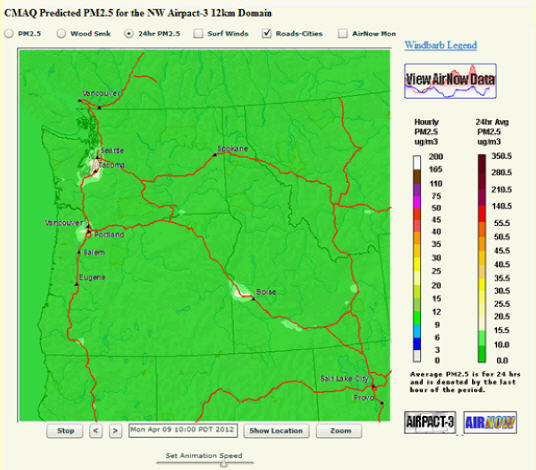 CMAQ Predicted PM2.5 for the NW Airpact-3 12km Domain
PM2.5 Wood Smk 24hr PM2.5 Surf Winds Roads-Cities AirNow Mon
Windbarb Legend
View AirNow Data
Vancouver
Seattle
Tacoma
Spokane
Vancouver
Portland
Salem
Eugene
Boise
Salt Lake City
Provo
Hourly
PM2.5
ug/m3
200
165
110
75
50
45
40
35
30
25
20
15
12
9
6
3
0
24hr Avg
PM2.5
ug/m3
350.5
280.5
210.5
140.5
55.5
50.5
45.5
40.5
35.5
30.5
25.5
20.5
15.5
10.0
0.0
Average PM2.5 is for 24 hrs
and is denoted by the last
hour of the period.
AIRPACT-3
AIRNOW
Stop < > Mon Apr 09 10:00 PDT 2012 Show Location Zoom
Set Animation Speed